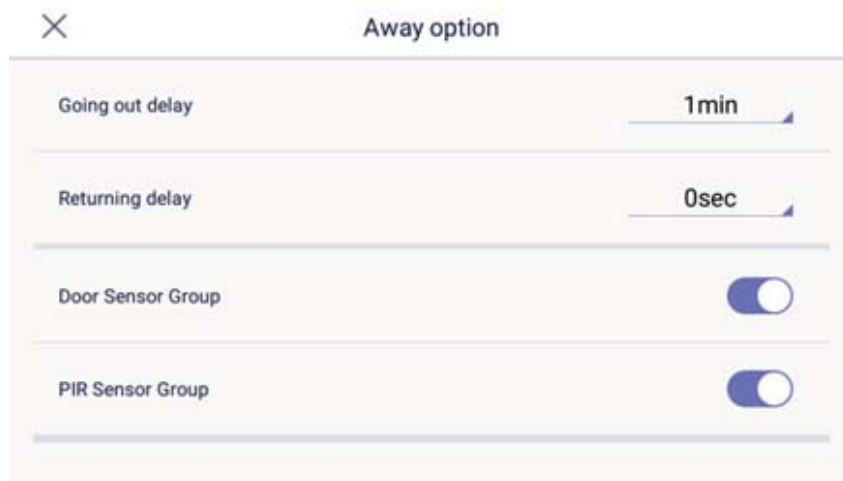 Away option
Going out delay 1min
Returning delay 0sec
Door Sensor Group
PIR Sensor Group